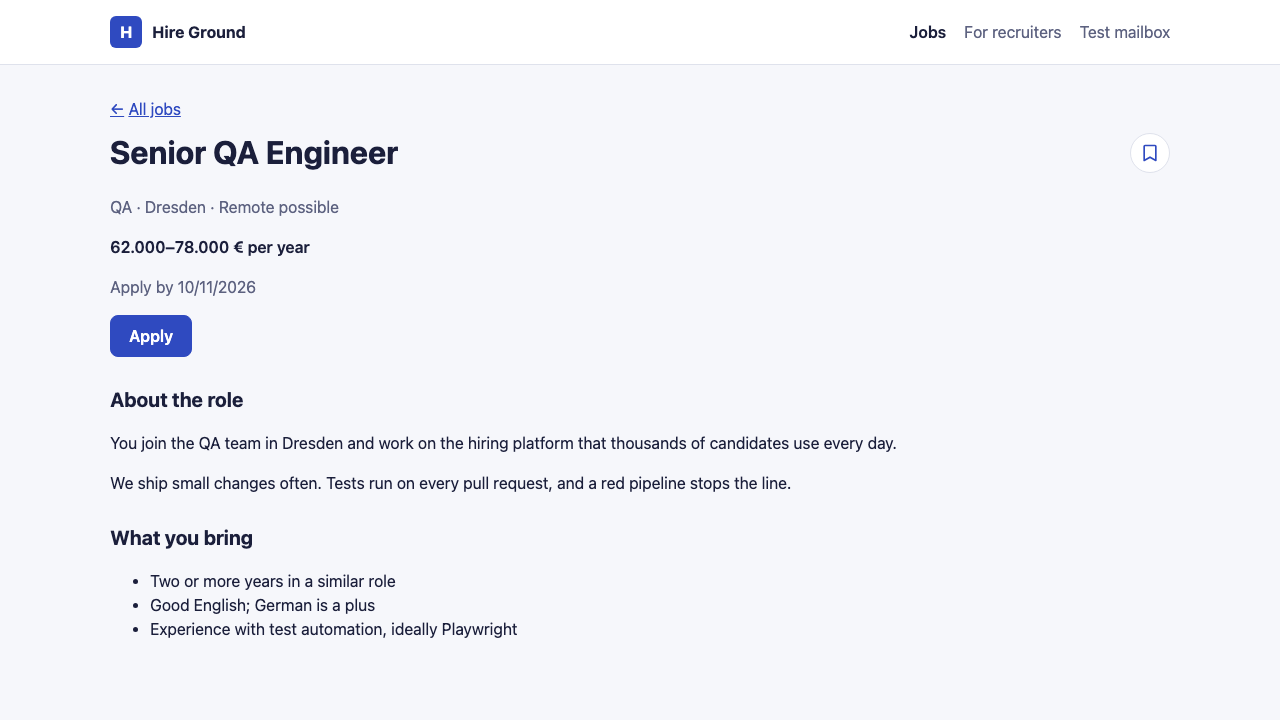 H Hire Ground Jobs For recruiters Test mailbox
← All jobs
Senior QA Engineer
QA · Dresden · Remote possible
62.000–78.000 € per year
Apply by 10/11/2026
Apply
About the role
You join the QA team in Dresden and work on the hiring platform that thousands of candidates use every day.
We ship small changes often. Tests run on every pull request, and a red pipeline stops the line.
What you bring
• Two or more years in a similar role
• Good English; German is a plus
• Experience with test automation, ideally Playwright